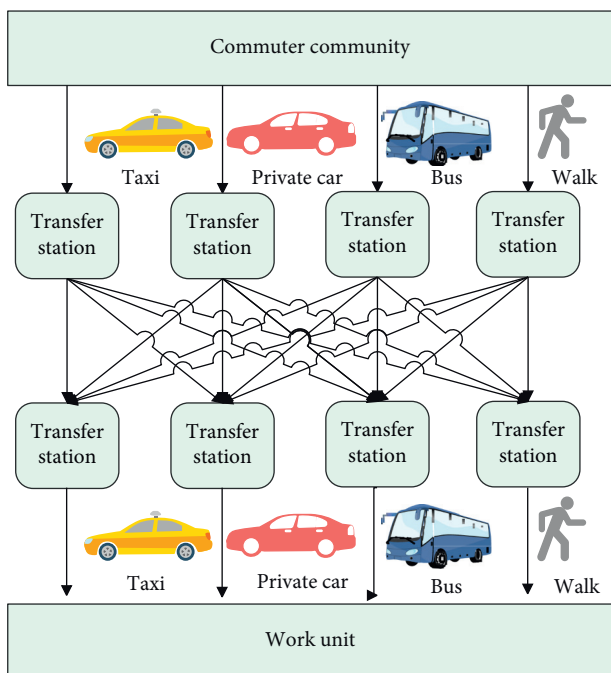 Commuter community
Taxi
Private car
Bus
Walk
Transfer
station
Transfer
station
Transfer
station
Transfer
station
Transfer
station
Transfer
station
Transfer
station
Transfer
station
Taxi
Private car
Bus
Walk
Work unit